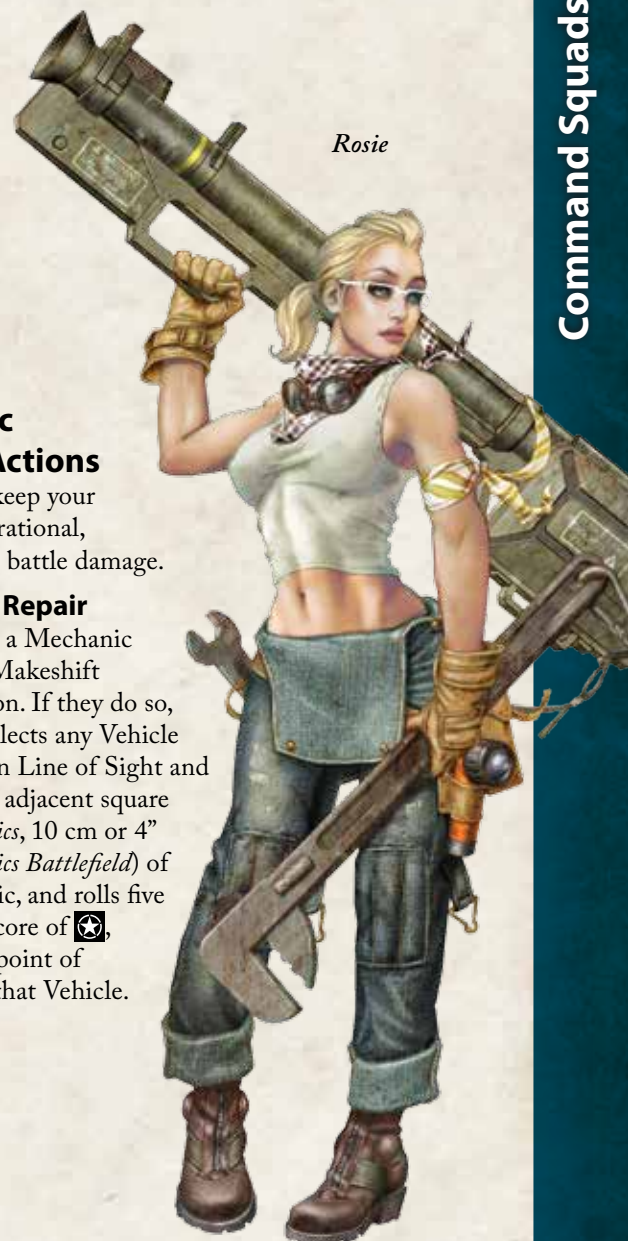 Command Squads
Rosie
c
Actions
keep your
rational,
battle damage.
Repair
a Mechanic
Makeshift
on. If they do so,
lects any Vehicle
n Line of Sight and
adjacent square
ics, 10 cm or 4”
ics Battlefield) of
ic, and rolls five
core of ,
point of
that Vehicle.